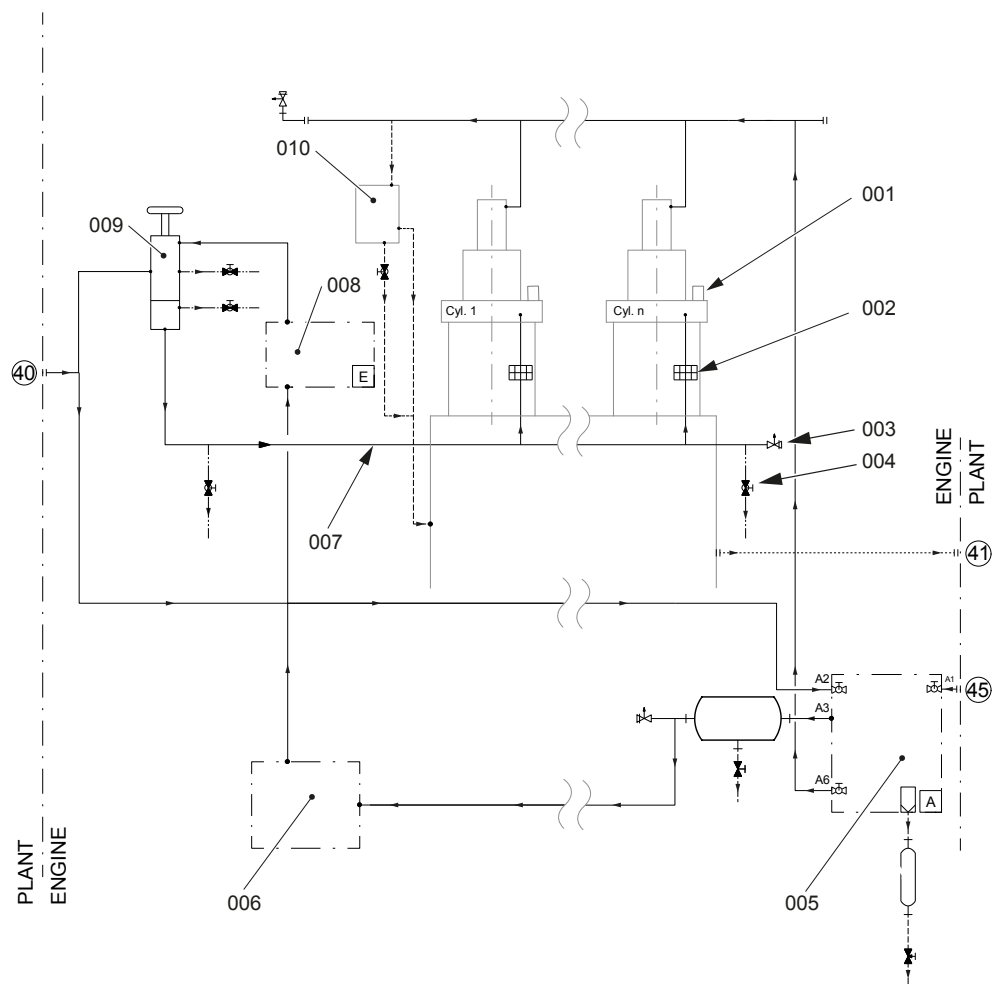 010
001
009
008
Cyl. 1
Cyl. n
002
40
E
003
004
ENGINE
PLANT
007
41
A2
A1
45
A3
A6
A
PLANT
ENGINE
006
005